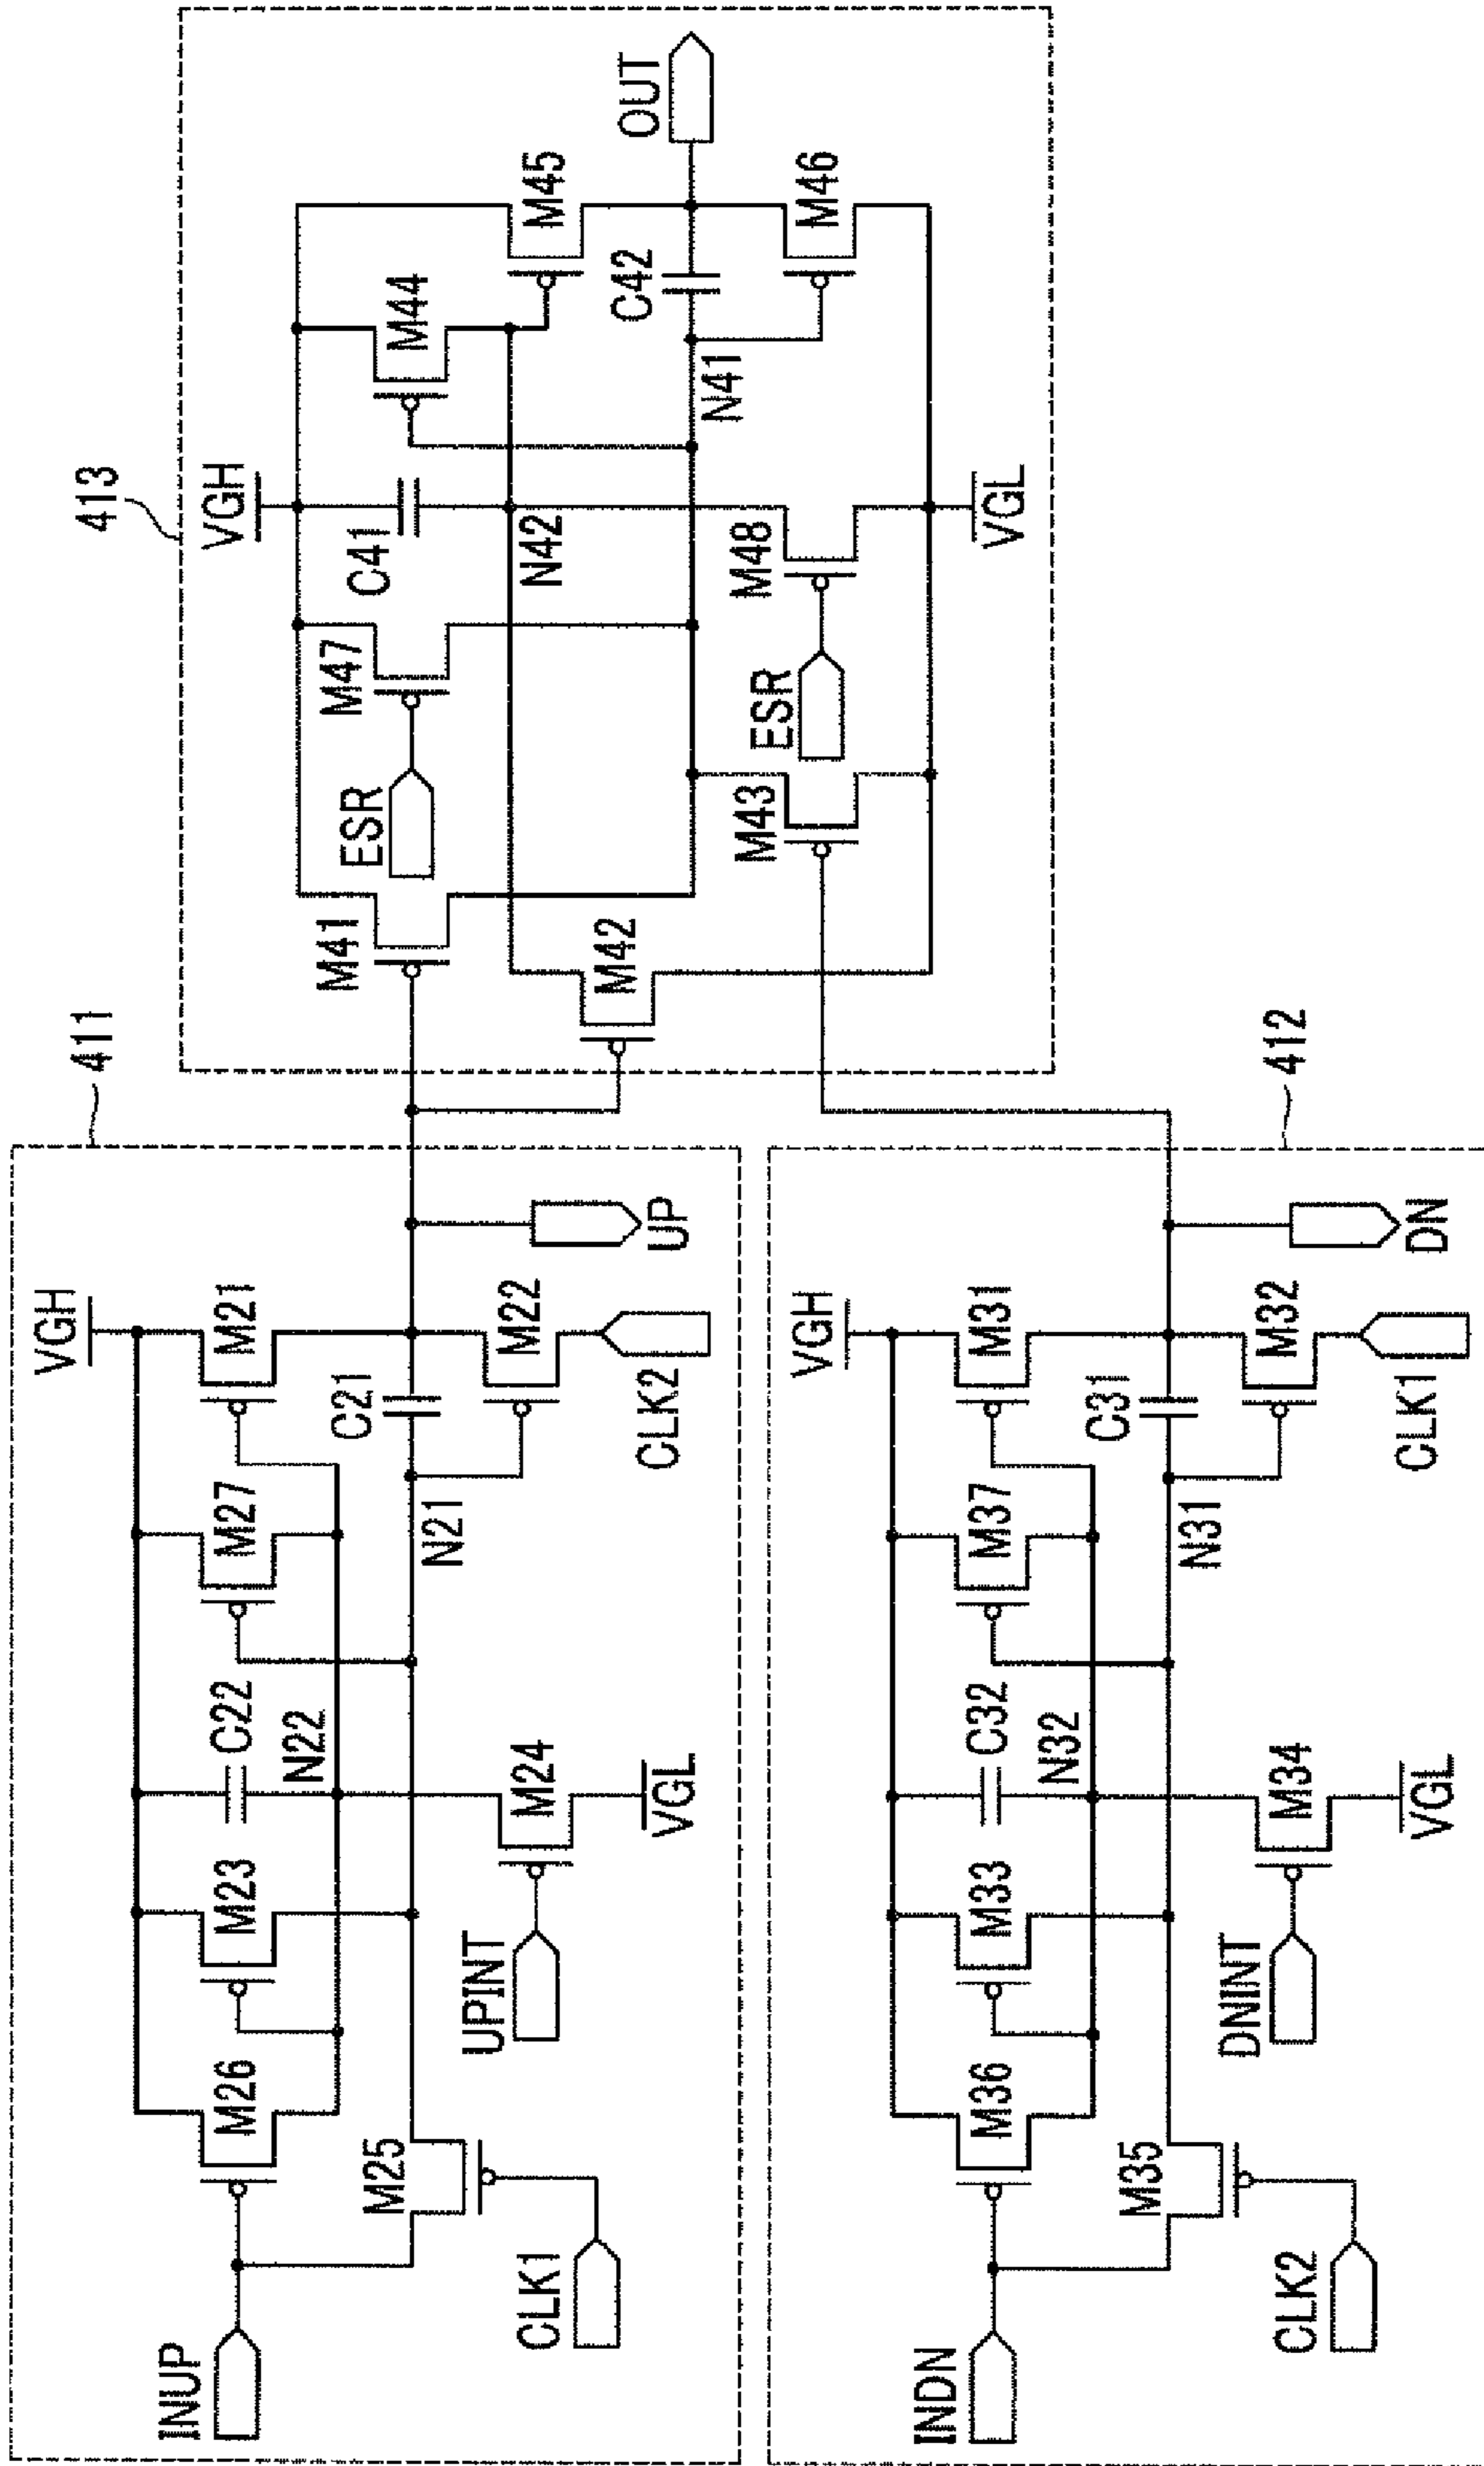 411
VGH
M26
M23
C22
M27
M21
INUP
N22
C21
M25
N21
UPINT
M24
M22
UP
CLK1
VGL
CLK2
412
VGH
M36
M33
C32
M37
M31
INDN
N32
C31
M35
N31
DNINT
M34
M32
DN
CLK2
VGL
CLK1
413
VGH
M41
ESR
M47
C41
M44
M45
OUT
M42
N42
C42
N41
M43
ESR
M48
M46
VGL